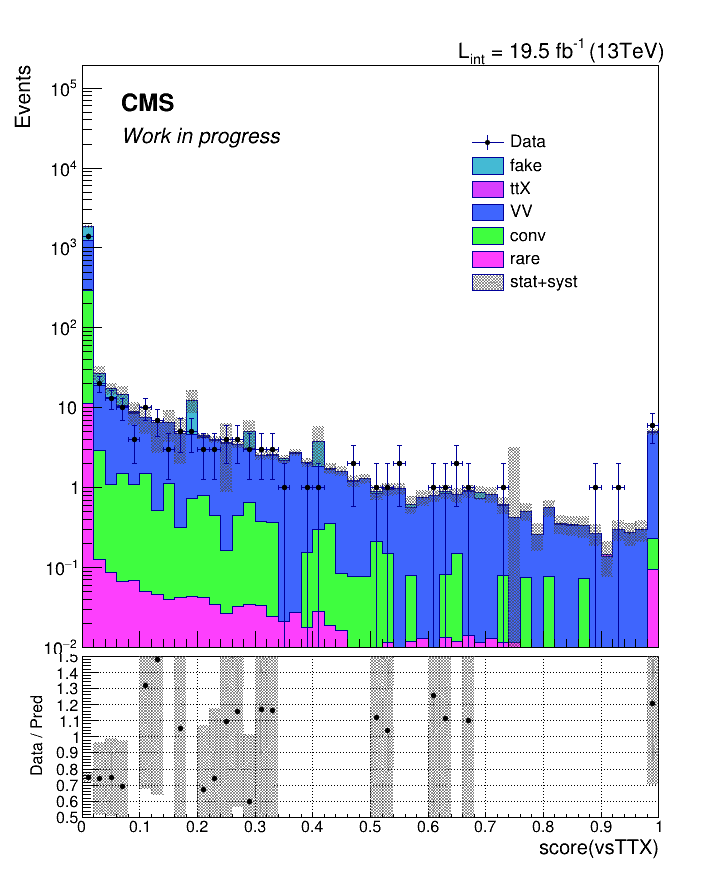 L_int = 19.5 fb^-1 (13TeV)
Events
CMS
Work in progress
Data
fake
ttX
VV
conv
rare
stat+syst
10^5
10^4
10^3
10^2
10
1
10^-1
10^-2
Data / Pred
1.5
1.4
1.3
1.2
1.1
1
0.9
0.8
0.7
0.6
0.5
0 0.1 0.2 0.3 0.4 0.5 0.6 0.7 0.8 0.9 1
score(vsTTX)